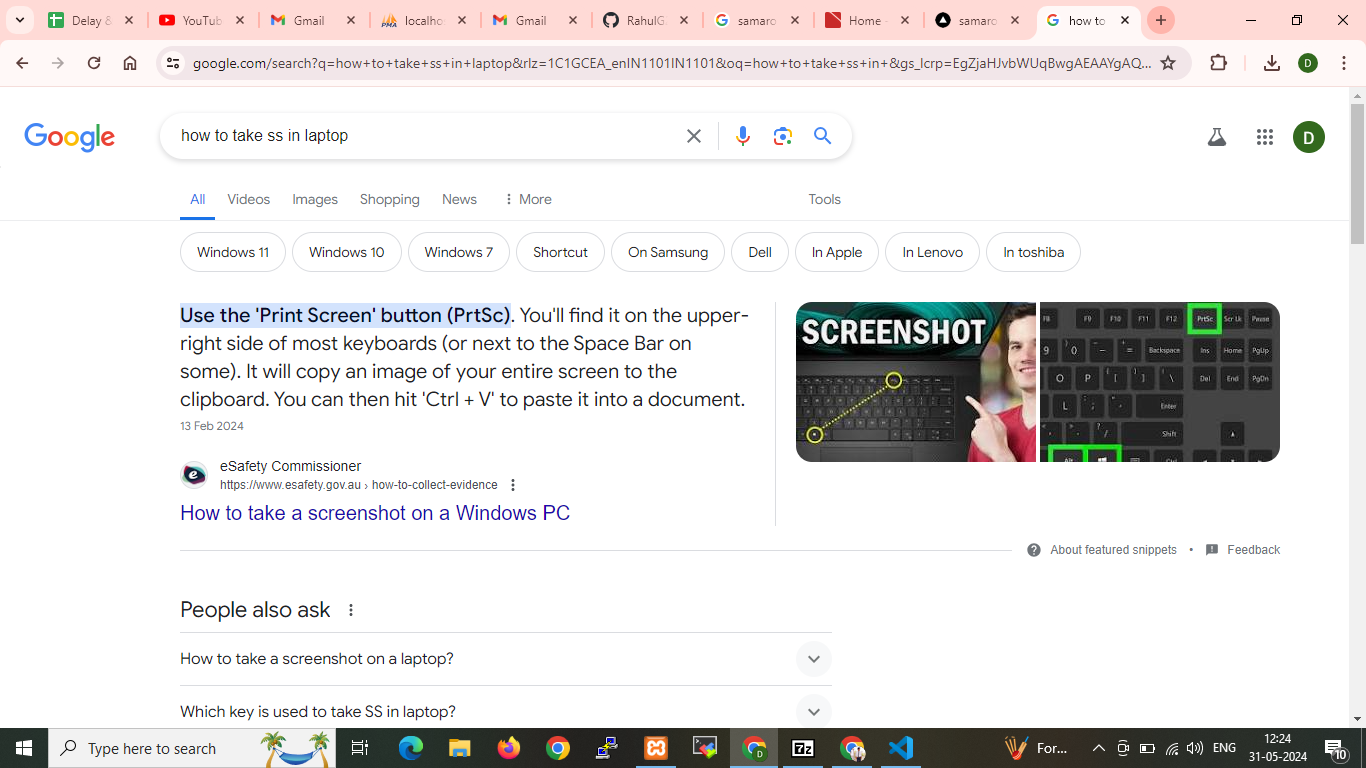 Delay &
YouTub
Gmail
localho
Gmail
RahulG
samaro
Home -
samaro
how to
google.com/search?q=how+to+take+ss+in+laptop&rlz=1C1GCEA_enIN1101IN1101&oq=how+to+take+ss+in+&gs_lcrp=EgZjaHJvbWUqBwgAEAAYgAQ...
D
Google
how to take ss in laptop
D
All
Videos
Images
Shopping
News
More
Tools
Windows 11
Windows 10
Windows 7
Shortcut
On Samsung
Dell
In Apple
In Lenovo
In toshiba
Use the 'Print Screen' button (PrtSc). You'll find it on the upper-
right side of most keyboards (or next to the Space Bar on
some). It will copy an image of your entire screen to the
clipboard. You can then hit 'Ctrl + V' to paste it into a document.
13 Feb 2024
SCREENSHOT
F8 F9 F10 F11 F12 PrtSc Scr Lk Pause
9 0 Backspace Ins Home PgUp
O P Del End PgDn
L Enter
Shift
Alt Ctrl
eSafety Commissioner
https://www.esafety.gov.au › how-to-collect-evidence
How to take a screenshot on a Windows PC
About featured snippets • Feedback
People also ask
How to take a screenshot on a laptop?
Which key is used to take SS in laptop?
Type here to search
D
7z
For...
ENG
12:24
31-05-2024
10